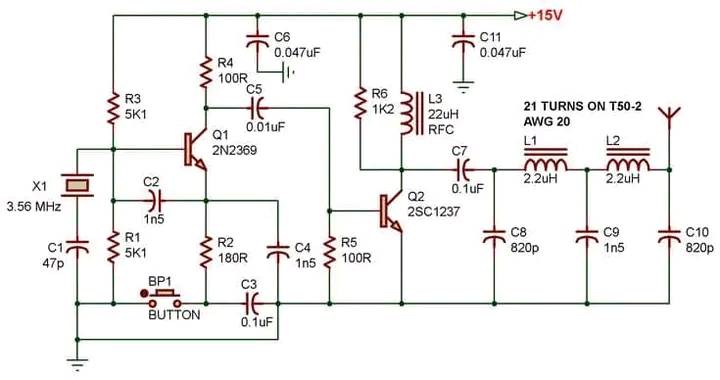 +15V
C6
0.047uF
C11
0.047uF
R4
100R
C5
0.01uF
R6
1K2
L3
22uH
RFC
21 TURNS ON T50-2
AWG 20
R3
5K1
Q1
2N2369
L1
2.2uH
L2
2.2uH
C7
0.1uF
X1
3.56 MHz
C2
1n5
Q2
2SC1237
C1
47p
R1
5K1
R2
180R
C4
1n5
R5
100R
C8
820p
C9
1n5
C10
820p
BP1
BUTTON
C3
0.1uF